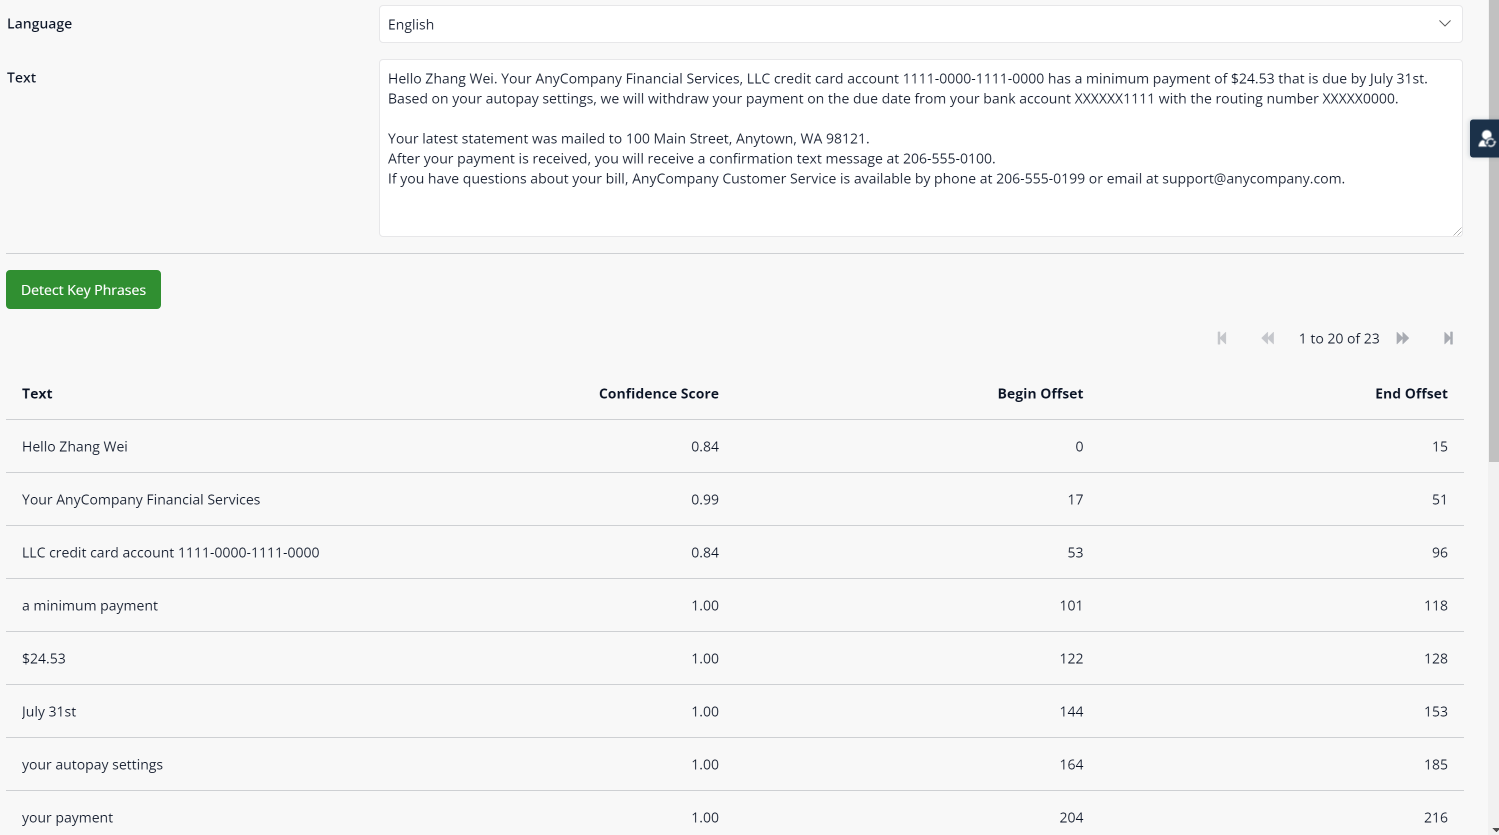 Language
English
Text
Hello Zhang Wei. Your AnyCompany Financial Services, LLC credit card account 1111-0000-1111-0000 has a minimum payment of $24.53 that is due by July 31st.
Based on your autopay settings, we will withdraw your payment on the due date from your bank account XXXXXX1111 with the routing number XXXXX0000.
Your latest statement was mailed to 100 Main Street, Anytown, WA 98121.
After your payment is received, you will receive a confirmation text message at 206-555-0100.
If you have questions about your bill, AnyCompany Customer Service is available by phone at 206-555-0199 or email at support@anycompany.com.
Detect Key Phrases
1 to 20 of 23
Text Confidence Score Begin Offset End Offset
Hello Zhang Wei 0.84 0 15
Your AnyCompany Financial Services 0.99 17 51
LLC credit card account 1111-0000-1111-0000 0.84 53 96
a minimum payment 1.00 101 118
$24.53 1.00 122 128
July 31st 1.00 144 153
your autopay settings 1.00 164 185
your payment 1.00 204 216